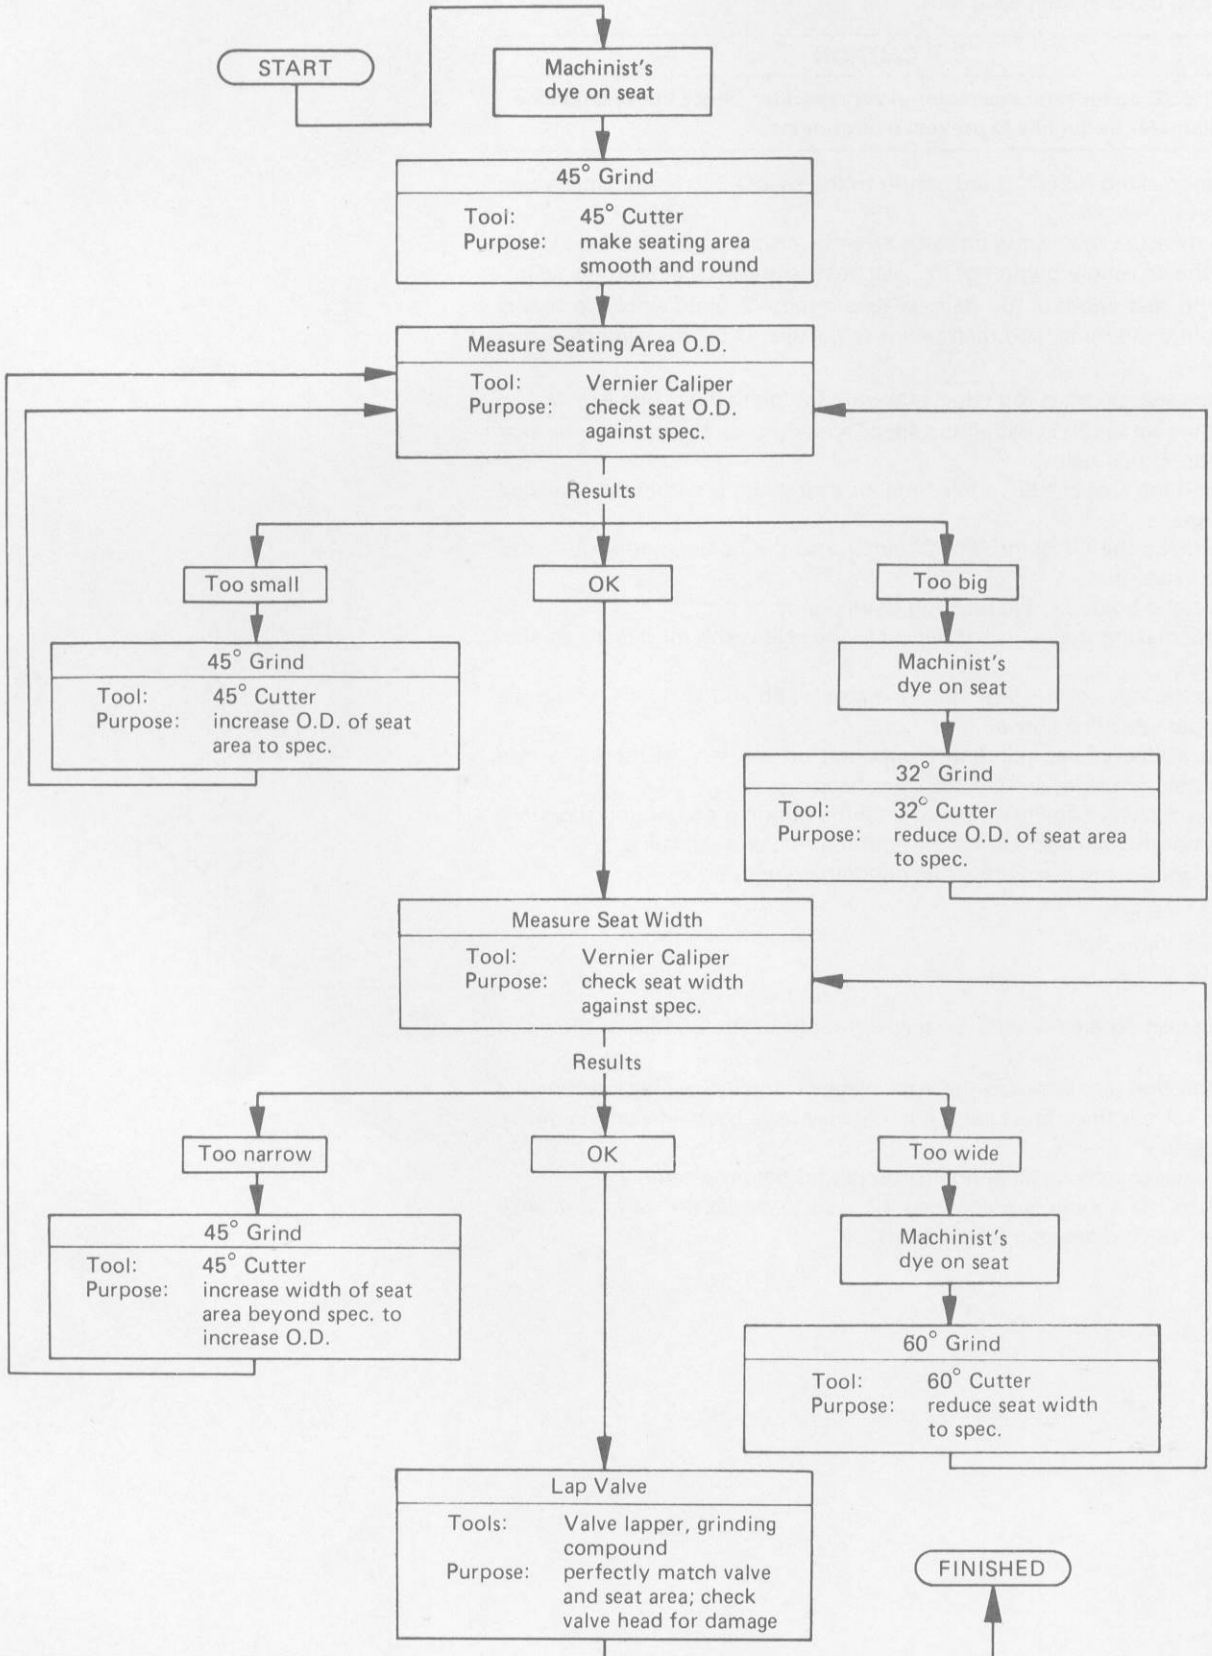 START
Machinist's
dye on seat
45° Grind
Tool: 45° Cutter
Purpose: make seating area
smooth and round
Measure Seating Area O.D.
Tool: Vernier Caliper
Purpose: check seat O.D.
against spec.
Results
Too small
OK
Too big
45° Grind
Tool: 45° Cutter
Purpose: increase O.D. of seat
area to spec.
Machinist's
dye on seat
32° Grind
Tool: 32° Cutter
Purpose: reduce O.D. of seat area
to spec.
Measure Seat Width
Tool: Vernier Caliper
Purpose: check seat width
against spec.
Results
Too narrow
OK
Too wide
45° Grind
Tool: 45° Cutter
Purpose: increase width of seat
area beyond spec. to
increase O.D.
Machinist's
dye on seat
60° Grind
Tool: 60° Cutter
Purpose: reduce seat width
to spec.
Lap Valve
Tools: Valve lapper, grinding
compound
Purpose: perfectly match valve
and seat area; check
valve head for damage
FINISHED